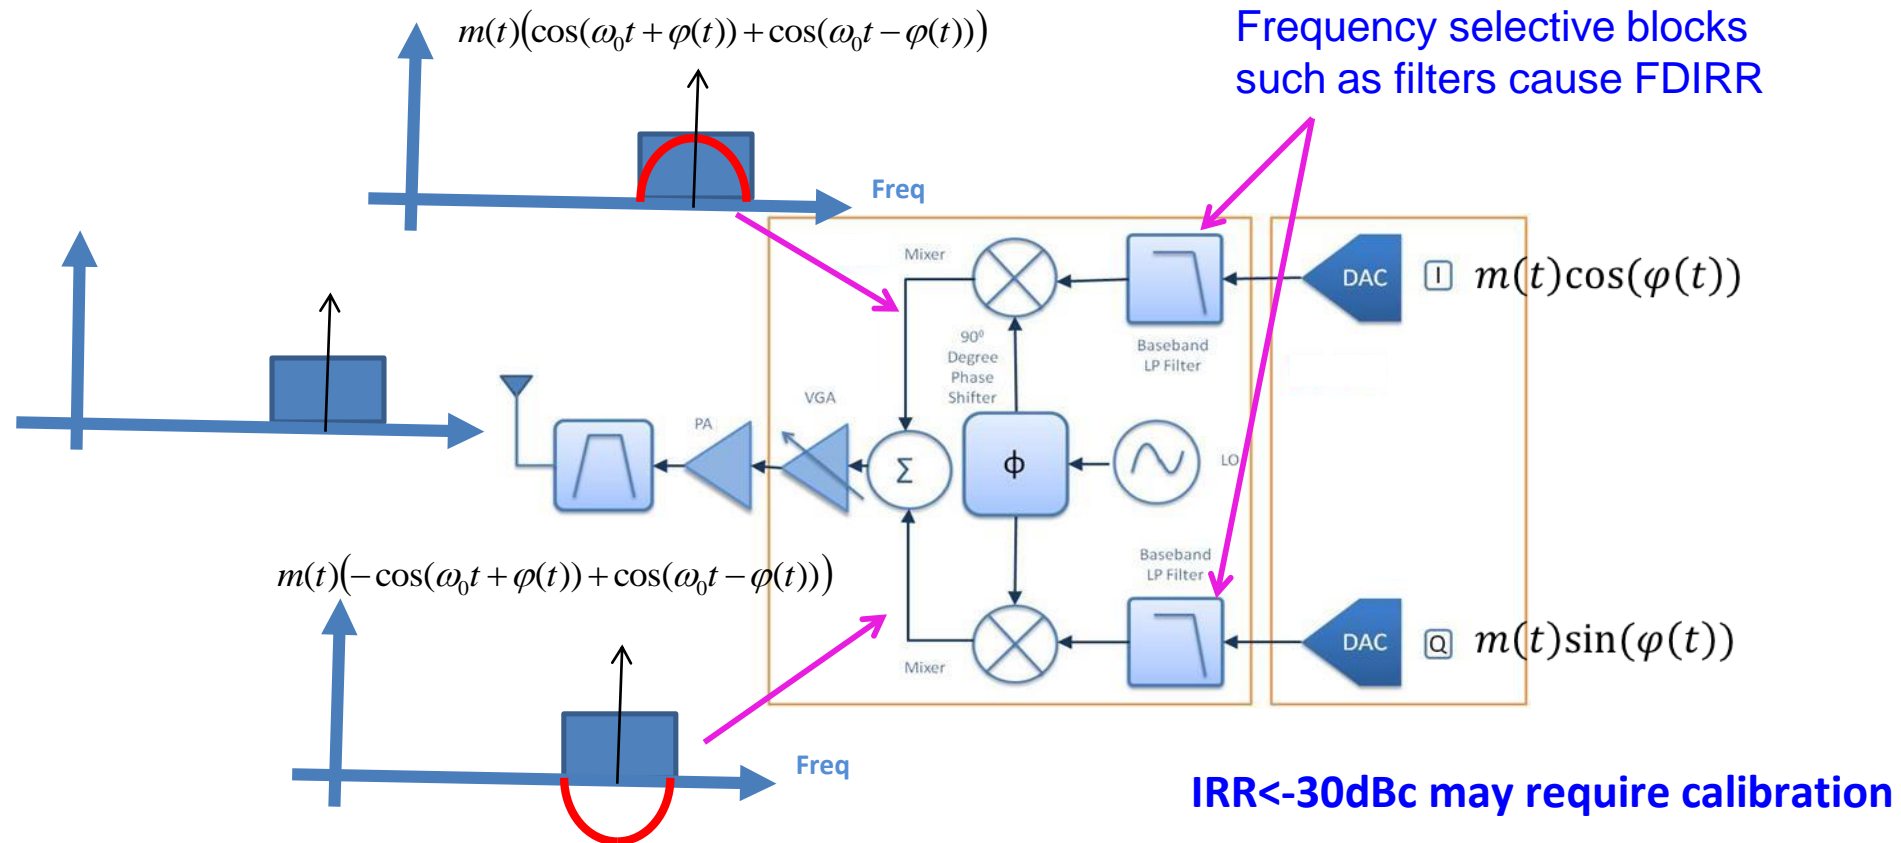 m(t)(cos(ω₀t + φ(t)) + cos(ω₀t − φ(t)))
Frequency selective blocks
such as filters cause FDIRR
Freq
Mixer
DAC
I
m(t)cos(φ(t))
90⁰
Degree
Phase
Shifter
Baseband
LP Filter
VGA
PA
Σ
ф
LO
m(t)(−cos(ω₀t + φ(t)) + cos(ω₀t − φ(t)))
Baseband
LP Filter
Mixer
DAC
Q
m(t)sin(φ(t))
Freq
IRR<-30dBc may require calibration